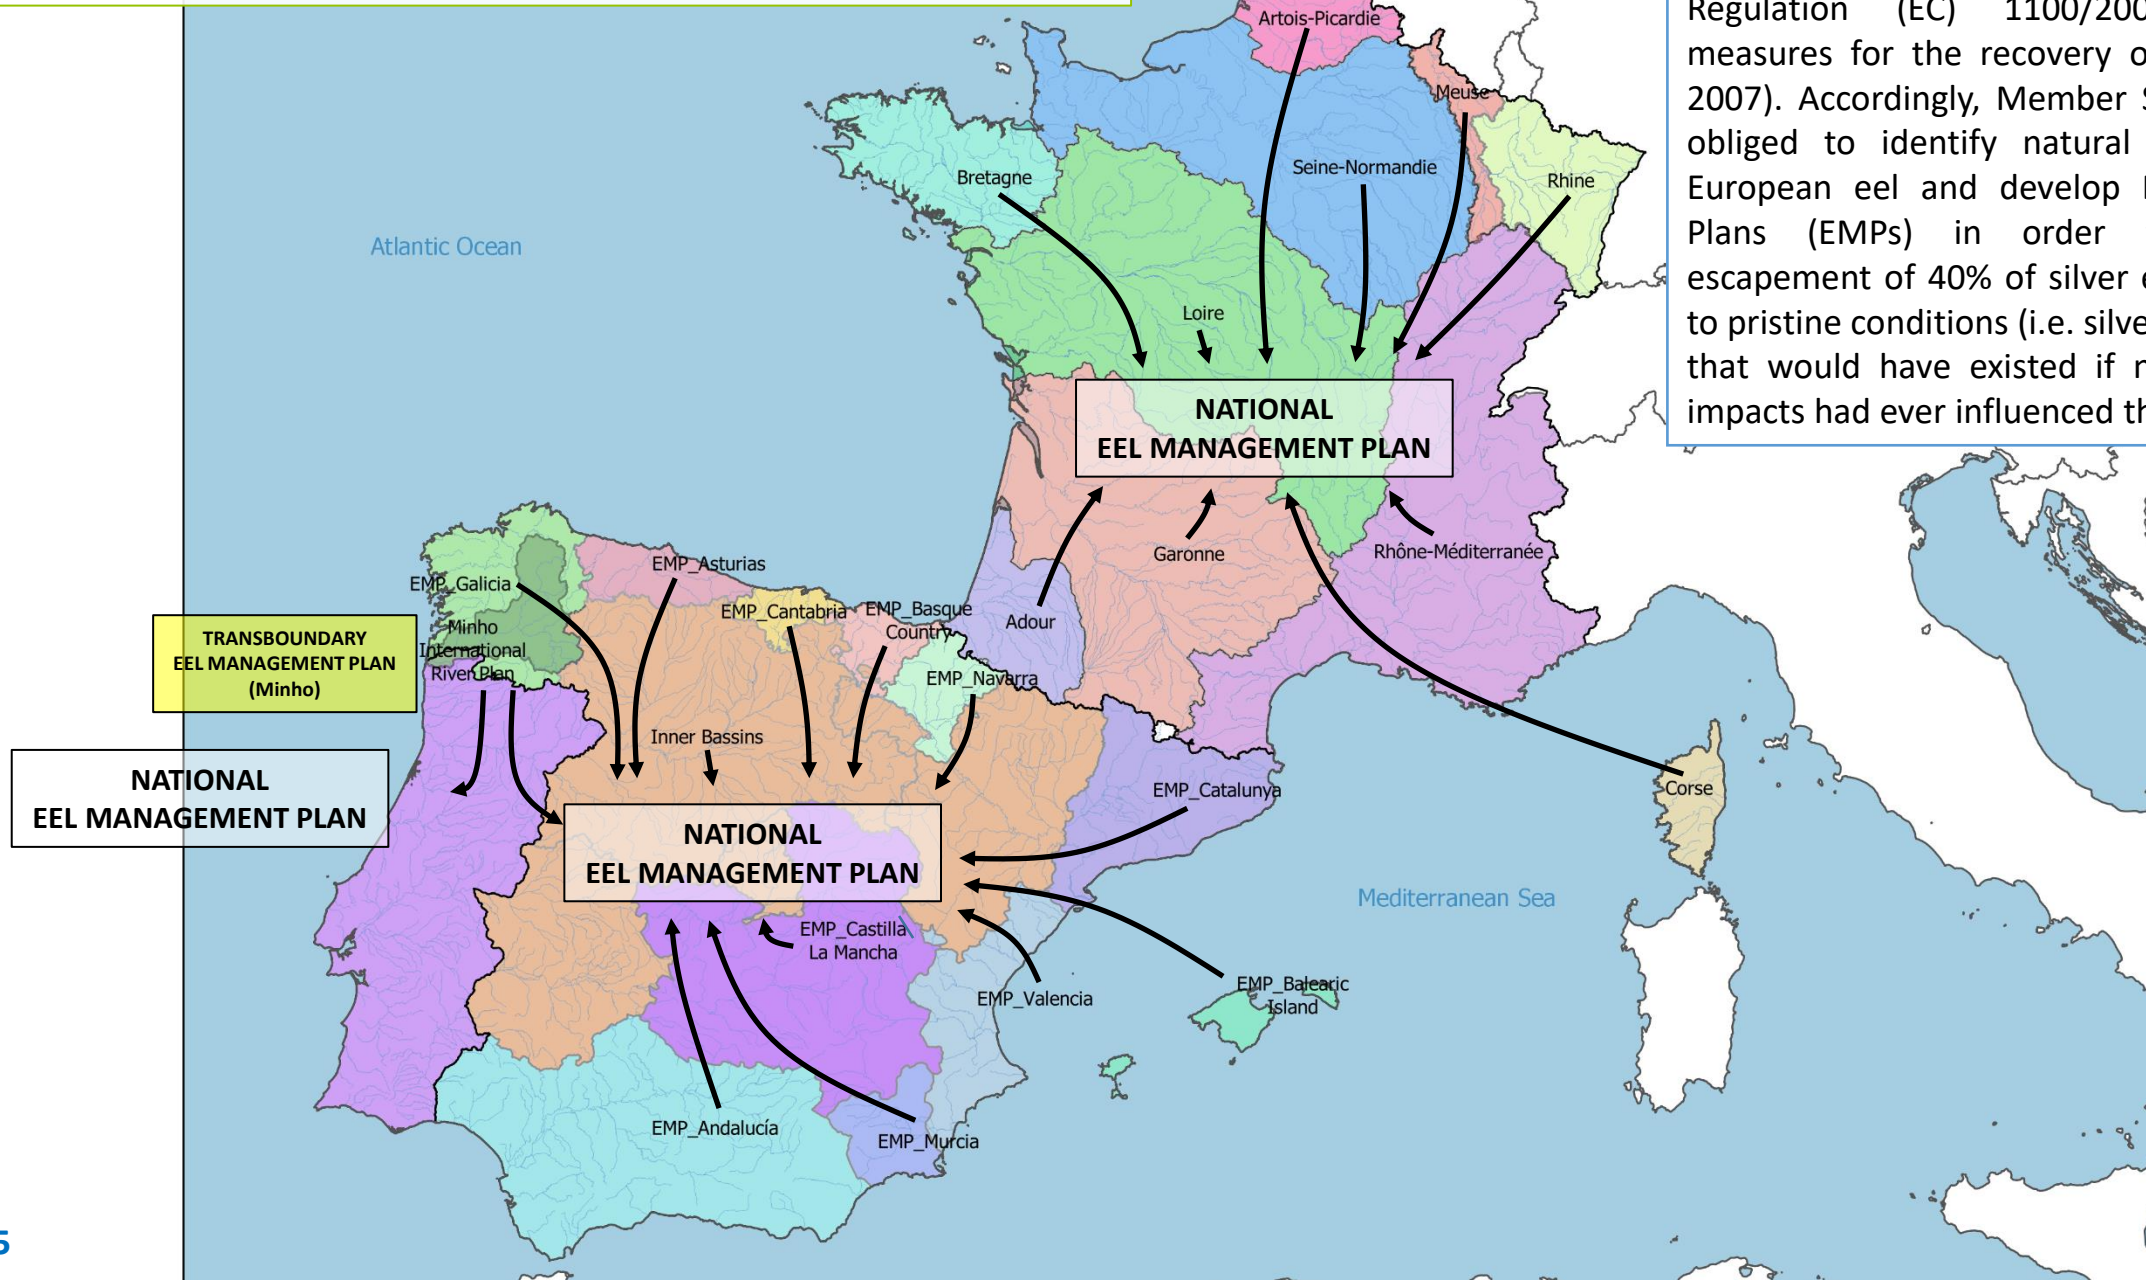 Regulation (EC) 1100/200
measures for the recovery o
2007). Accordingly, Member
obliged to identify natural
European eel and develop
Plans (EMPs) in order
escapement of 40% of silver
to pristine conditions (i.e. silve
that would have existed if
impacts had ever influenced th
Artois-Picardie
Meuse
Seine-Normandie
Rhine
Bretagne
Atlantic Ocean
Loire
NATIONAL
EEL MANAGEMENT PLAN
Garonne
Rhône-Méditerranée
Adour
EMP_Asturias
EMP_Galicia
EMP_Cantabria
EMP_Basque
Country
Minho
International
River Plan
TRANSBOUNDARY
EEL MANAGEMENT PLAN
(Minho)
EMP_Navarra
Inner Bassins
NATIONAL
EEL MANAGEMENT PLAN
EMP_Catalunya
Corse
NATIONAL
EEL MANAGEMENT PLAN
Mediterranean Sea
EMP_Castilla
La Mancha
EMP_Valencia
EMP_Balearic
Island
EMP_Andalucía
EMP_Murcia
5